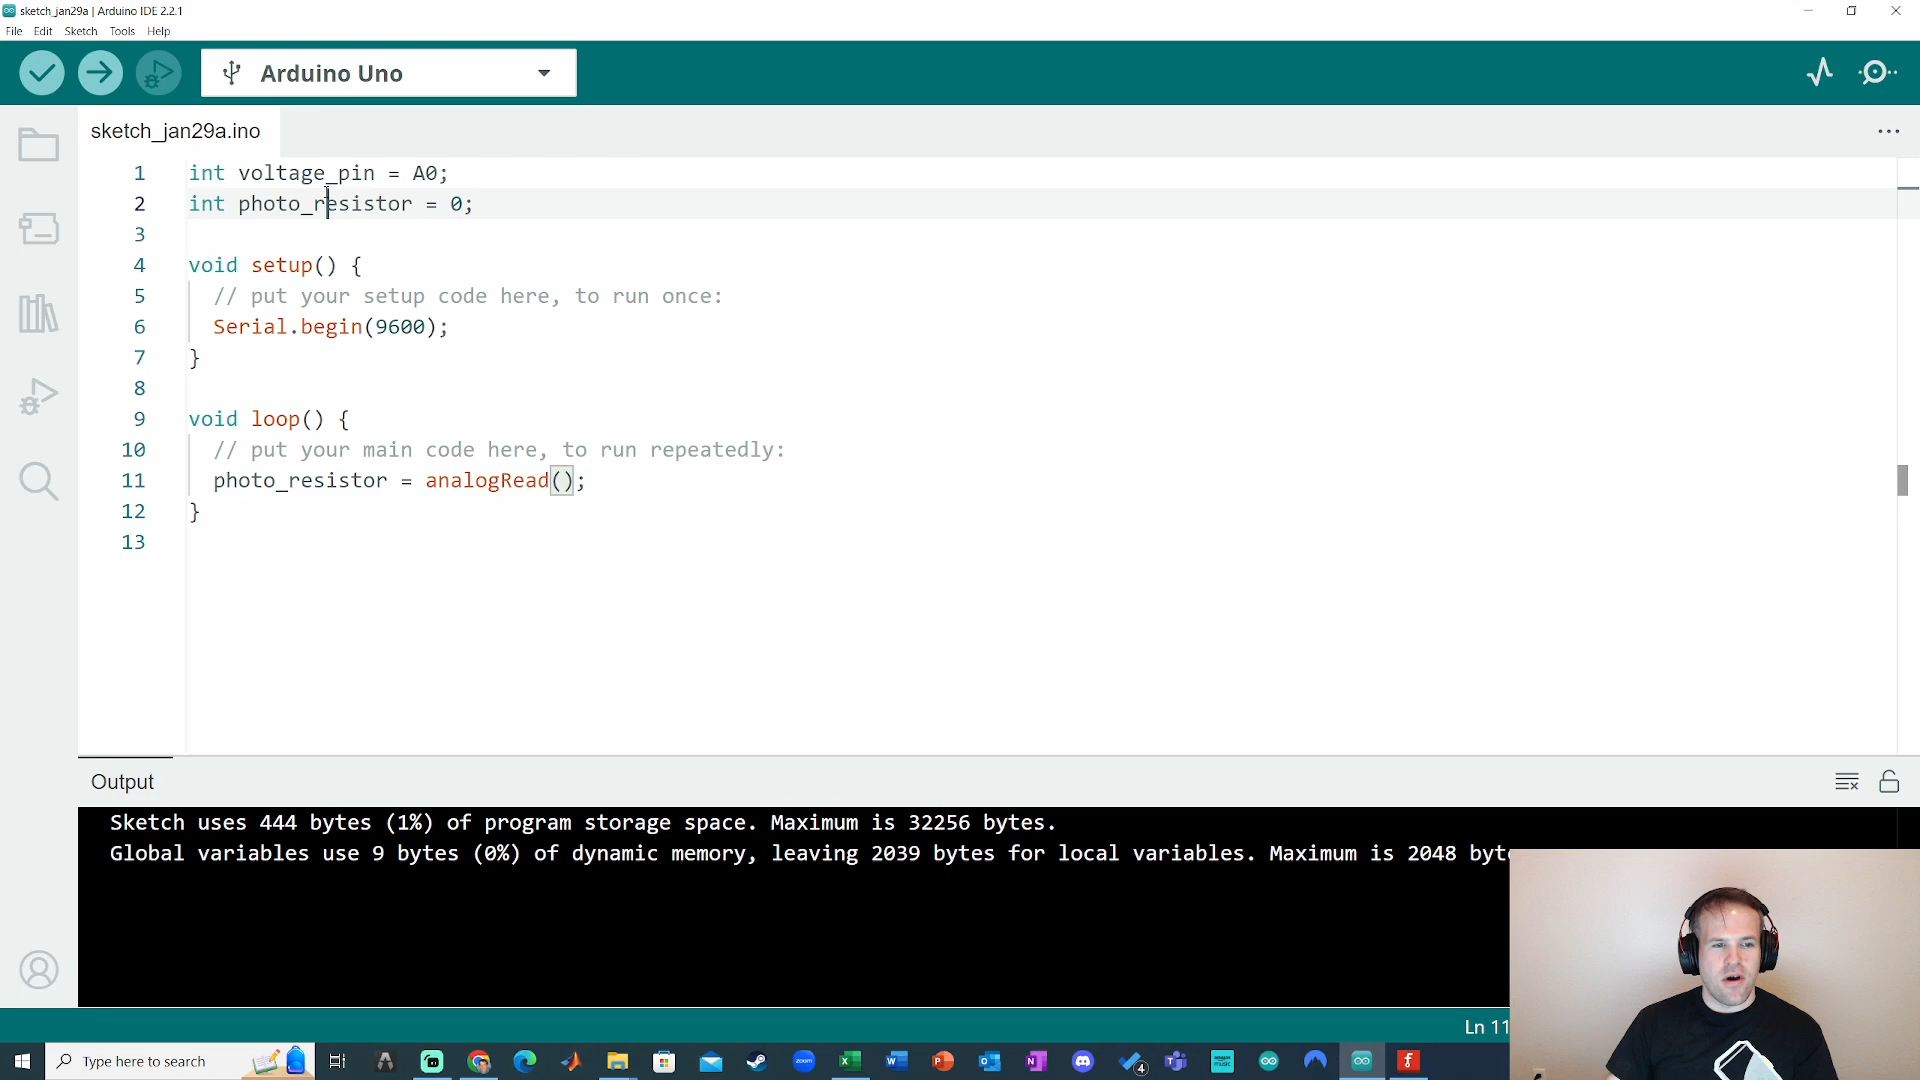 sketch_jan29a | Arduino IDE 2.2.1
File Edit Sketch Tools Help
Arduino Uno
sketch_jan29a.ino
1 int voltage_pin = A0;
2 int photo_resistor = 0;
3
4 void setup() {
5 // put your setup code here, to run once:
6 Serial.begin(9600);
7 }
8
9 void loop() {
10 // put your main code here, to run repeatedly:
11 photo_resistor = analogRead();
12 }
13
Output
Sketch uses 444 bytes (1%) of program storage space. Maximum is 32256 bytes.
Global variables use 9 bytes (0%) of dynamic memory, leaving 2039 bytes for local variables. Maximum is 2048 byt
Ln 11
Type here to search
zoom
4
music